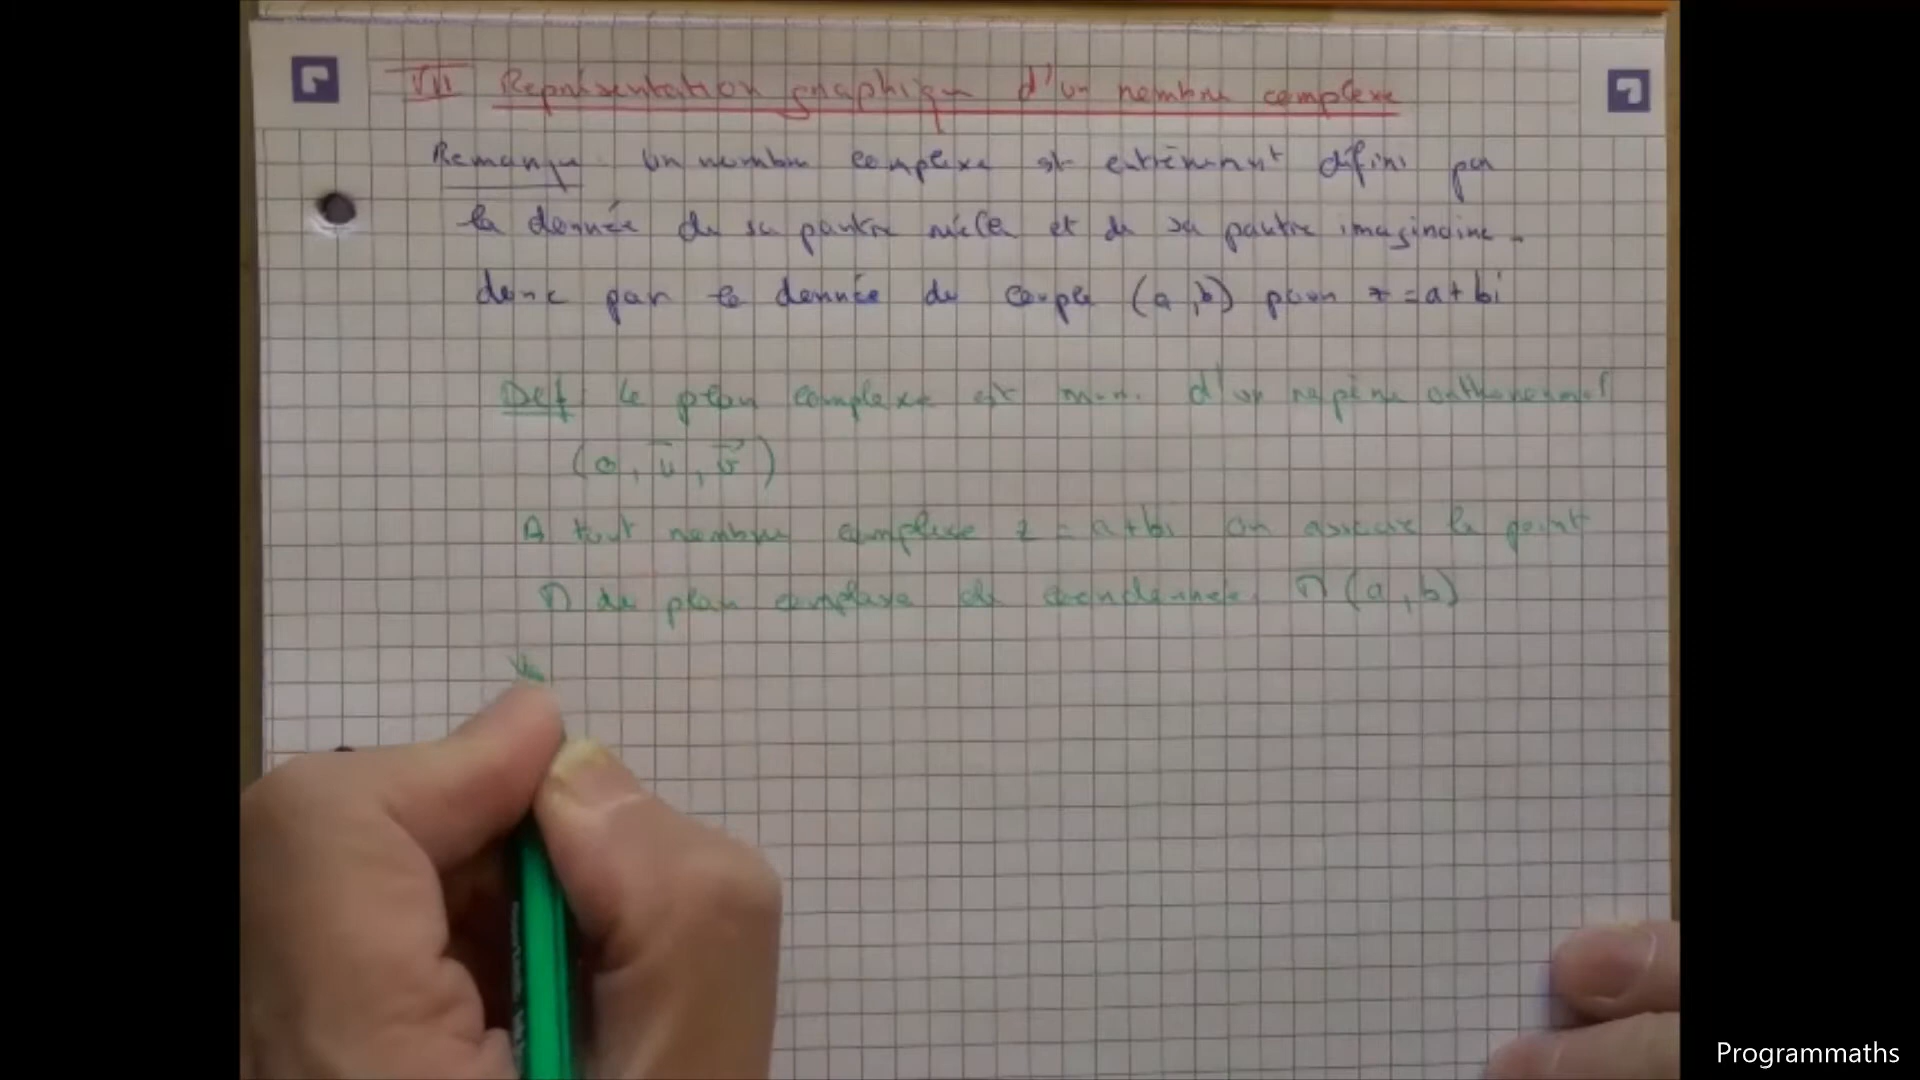 VII Représentation graphique d'un nombre complexe
Remarque Un nombre complexe est entièrement défini par
la donnée de sa partie réelle et de sa partie imaginaire.
donc par la donnée du couple (a,b) pour z = a + bi
Def Le plan complexe est muni d'un repère orthonormal
(O, u, v)
A tout nombre complexe z = a + bi on associe le point
M du plan complexe de coordonnées M (a, b)
Programmaths